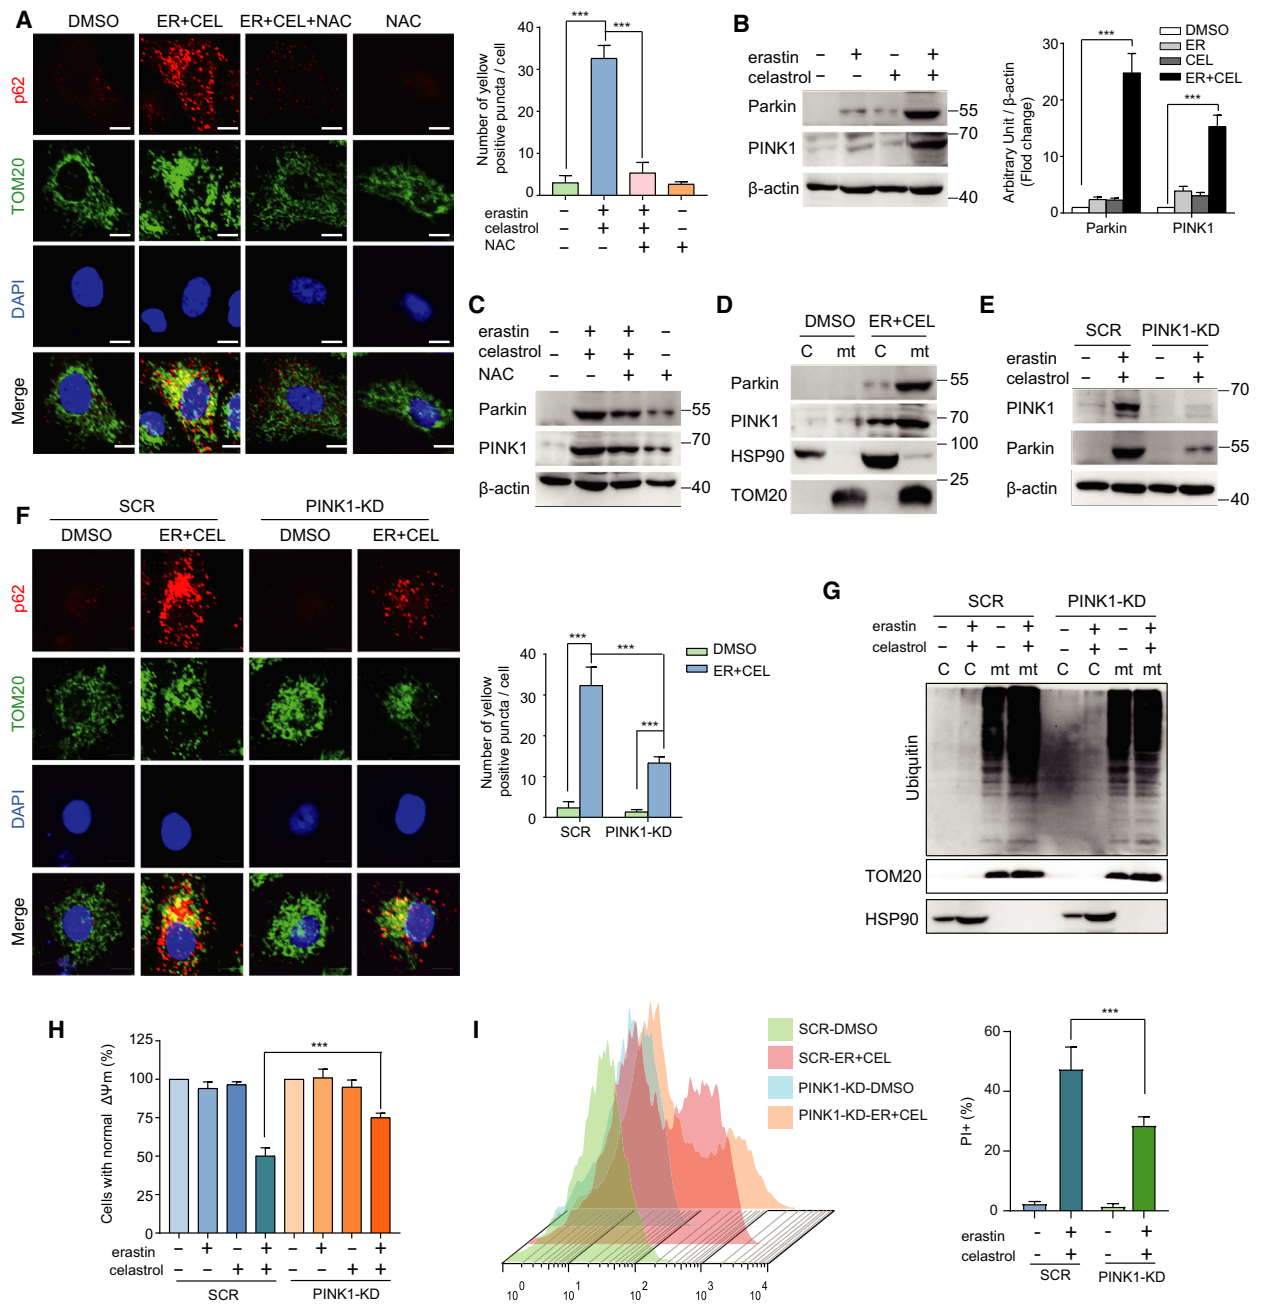 A
DMSO ER+CEL ER+CEL+NAC NAC
p62
TOM20
DAPI
Merge
Number of yellow
positive puncta / cell
40
30
20
10
0
*** ***
erastin – + + –
celastrol – + + –
NAC – – + +
B
erastin – + – +
celastrol – – + +
Parkin 55
70
PINK1
β-actin 40
Arbitrary Unit / β-actin
(Flod change)
30
20
10
0
*** ***
DMSO
ER
CEL
ER+CEL
Parkin PINK1
C
erastin – + + –
celastrol – + + –
NAC – – + +
Parkin 55
PINK1 70
β-actin 40
D
DMSO ER+CEL
C mt C mt
Parkin 55
PINK1 70
HSP90 100
25
TOM20
E
SCR PINK1-KD
erastin – + – +
celastrol – + – +
70
PINK1
Parkin 55
β-actin 40
F
SCR PINK1-KD
DMSO ER+CEL DMSO ER+CEL
p62
TOM20
DAPI
Merge
Number of yellow
positive puncta / cell
40
30
20
10
0
*** *** ***
DMSO
ER+CEL
SCR PINK1-KD
G
SCR PINK1-KD
erastin – + – + – + – +
celastrol – + – + – + – +
C C mt mt C C mt mt
Ubiquitin
TOM20
HSP90
H
Cells with normal ΔΨm (%)
125
100
75
50
25
0
***
erastin – + – + – + – +
celastrol – – + + – – + +
SCR PINK1-KD
I
SCR-DMSO
SCR-ER+CEL
PINK1-KD-DMSO
PINK1-KD-ER+CEL
10^0 10^1 10^2 10^3 10^4
PI+ (%)
60
40
20
0
***
erastin – + – +
celastrol – + – +
SCR PINK1-KD